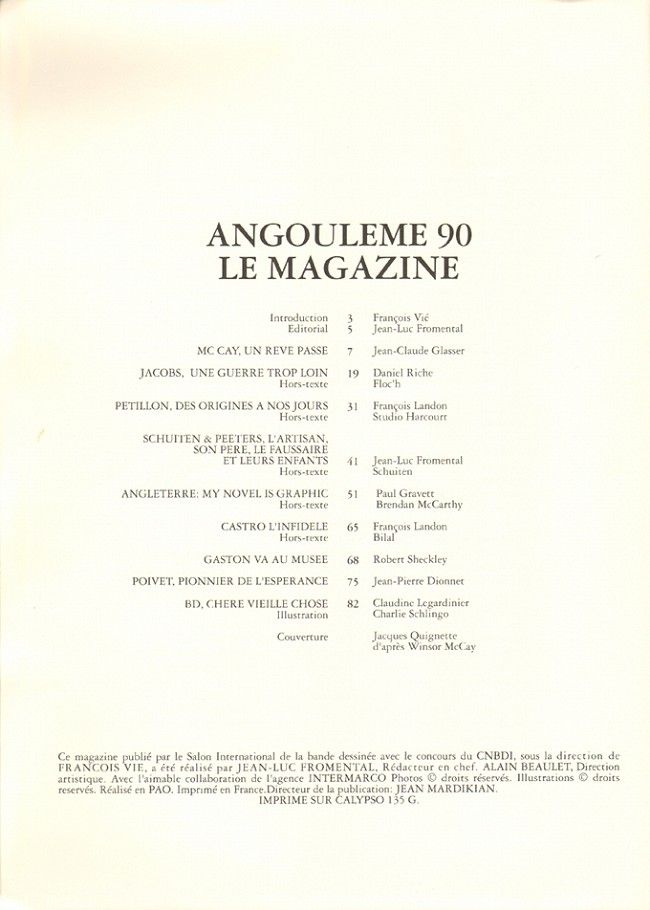 ANGOULEME 90
LE MAGAZINE
Introduction 3 François Vié
Editorial 5 Jean-Luc Fromental
MC CAY, UN REVE PASSE 7 Jean-Claude Glasser
JACOBS, UNE GUERRE TROP LOIN 19 Daniel Riche
Hors-texte Floc'h
PETILLON, DES ORIGINES A NOS JOURS 31 François Landon
Hors-texte Studio Harcourt
SCHUITEN & PEETERS, L'ARTISAN,
SON PERE, LE FAUSSAIRE
ET LEURS ENFANTS 41 Jean-Luc Fromental
Hors-texte Schuiten
ANGLETERRE: MY NOVEL IS GRAPHIC 51 Paul Gravett
Hors-texte Brendan McCarthy
CASTRO L'INFIDELE 65 François Landon
Hors-texte Bilal
GASTON VA AU MUSEE 68 Robert Sheckley
POIVET, PIONNIER DE L'ESPERANCE 75 Jean-Pierre Dionnet
BD, CHERE VIEILLE CHOSE 82 Claudine Legardinier
Illustration Charlie Schlingo
Couverture Jacques Quignette
d'après Winsor McCay
Ce magazine publié par le Salon International de la bande dessinée avec le concours du CNBDI, sous la direction de
FRANCOIS VIE, a été réalisé par JEAN-LUC FROMENTAL, Rédacteur en chef. ALAIN BEAULET, Direction
artistique. Avec l'aimable collaboration de l'agence INTERMARCO Photos © droits réservés. Illustrations © droits
reservés. Réalisé en PAO. Imprimé en France.Directeur de la publication: JEAN MARDIKIAN.
IMPRIME SUR CALYPSO 135 G.